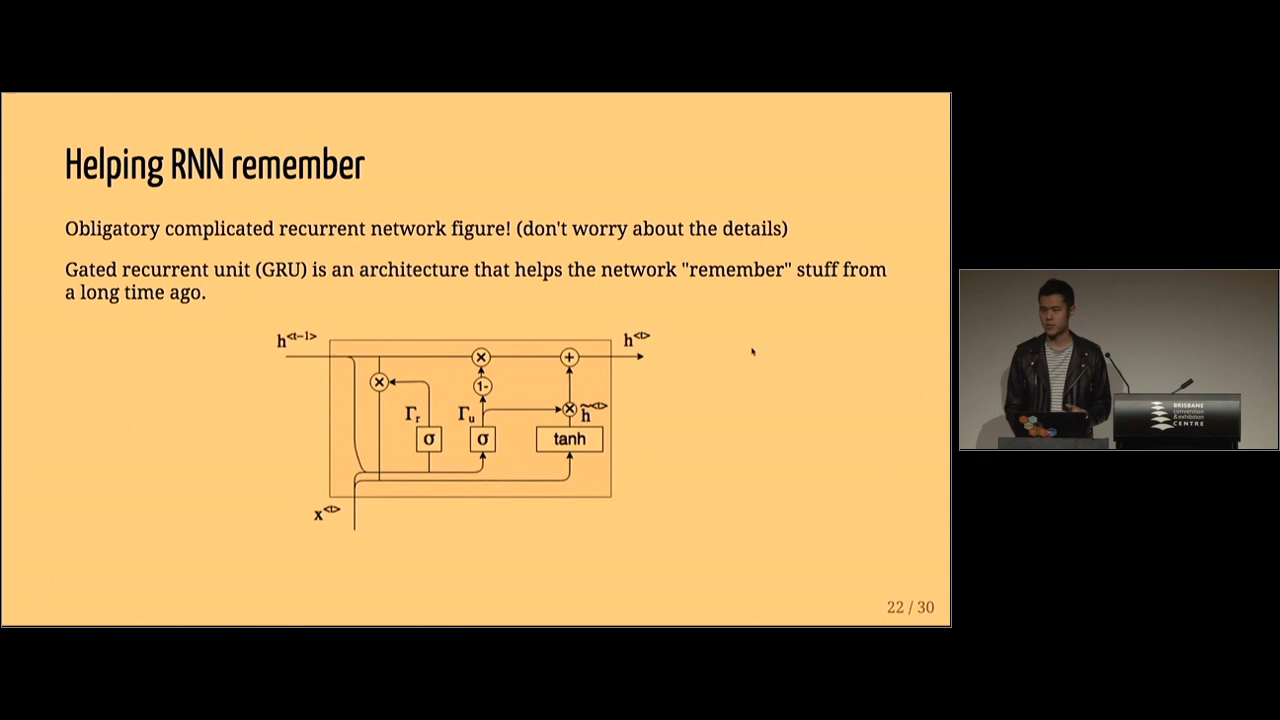 Helping RNN remember
Obligatory complicated recurrent network figure! (don't worry about the details)
Gated recurrent unit (GRU) is an architecture that helps the network "remember" stuff from
a long time ago.
h<t-1>
h<t>
1-
Γr
Γu
h̃<t>
σ
σ
tanh
x<t>
22 / 30
BRISBANE
convention
& exhibition
CENTRE